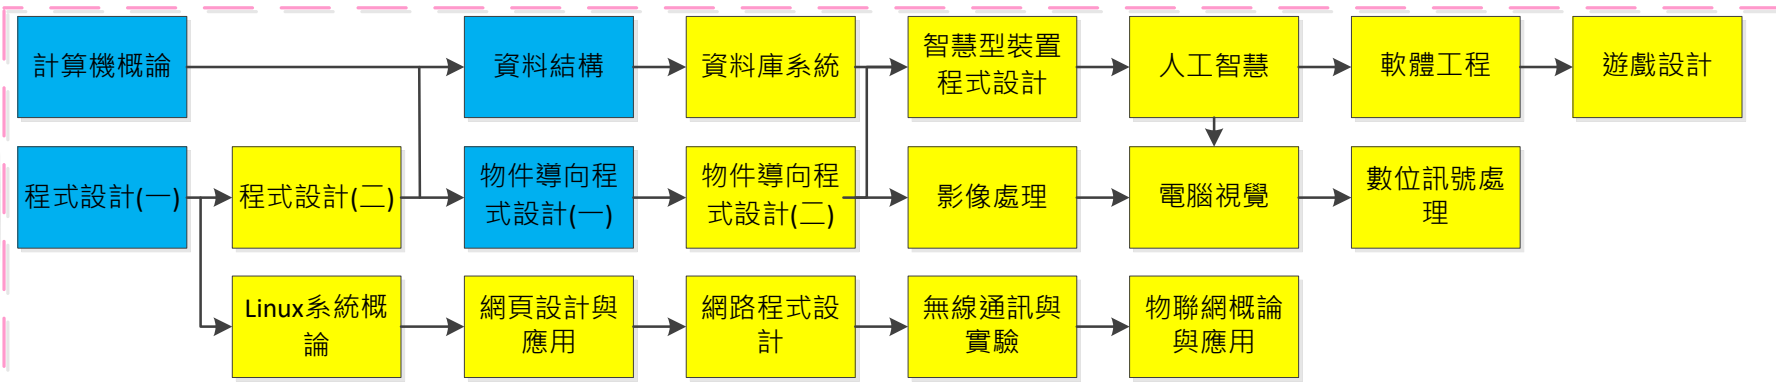 計算機概論
資料結構
資料庫系統
智慧型裝置
程式設計
人工智慧
軟體工程
遊戲設計
程式設計(一)
程式設計(二)
物件導向程
式設計(一)
物件導向程
式設計(二)
影像處理
電腦視覺
數位訊號處
理
Linux系統概
論
網頁設計與
應用
網路程式設
計
無線通訊與
實驗
物聯網概論
與應用